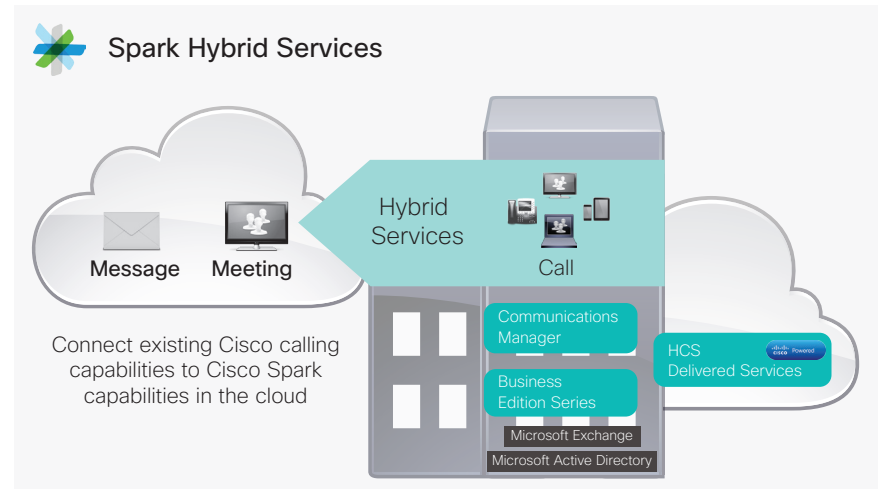 Spark Hybrid Services
Hybrid
Services
Call
Message
Meeting
Connect existing Cisco calling
capabilities to Cisco Spark
capabilities in the cloud
Communications
Manager
Business
Edition Series
Microsoft Exchange
Microsoft Active Directory
HCS
Delivered Services
CISCO Powered